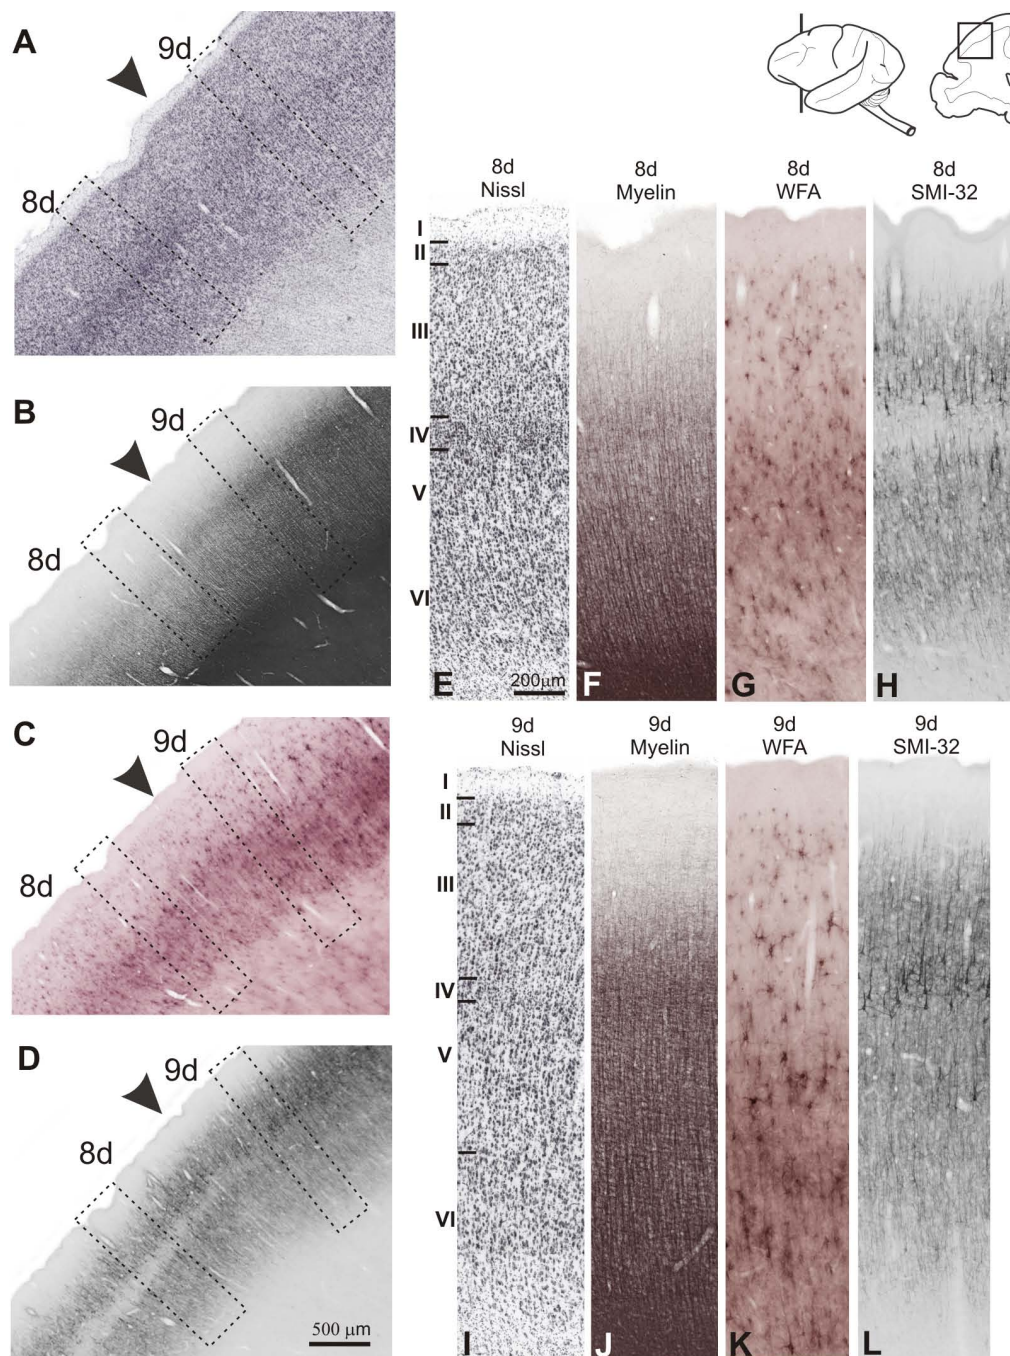 A
9d
8d
B
9d
8d
C
9d
8d
D
9d
8d
500 μm
8d
Nissl
8d
Myelin
8d
WFA
8d
SMI-32
I
II
III
IV
V
VI
E
200μm
F
G
H
9d
Nissl
9d
Myelin
9d
WFA
9d
SMI-32
I
II
III
IV
V
VI
I
J
K
L